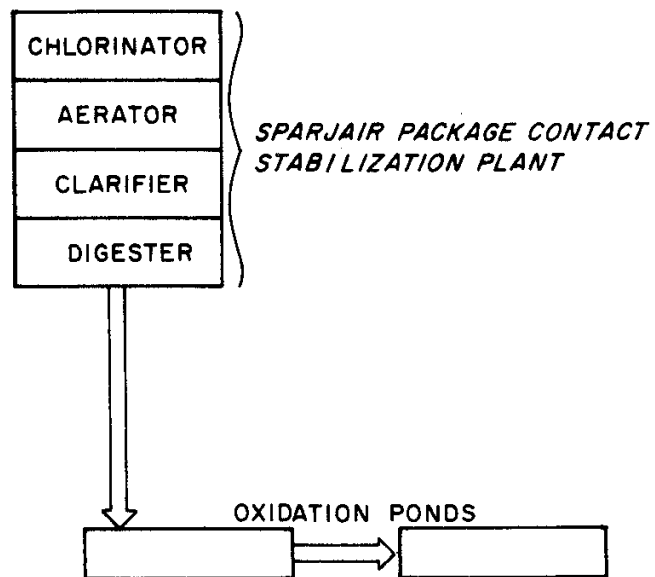 CHLORINATOR
AERATOR
CLARIFIER
DIGESTER
SPARJAIR PACKAGE CONTACT
STABILIZATION PLANT
OXIDATION PONDS